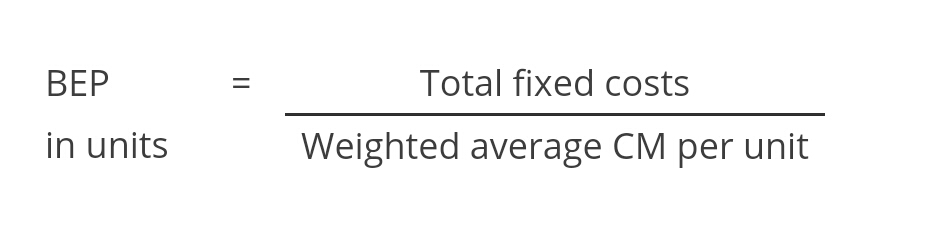 BEP = Total fixed costs
in units Weighted average CM per unit